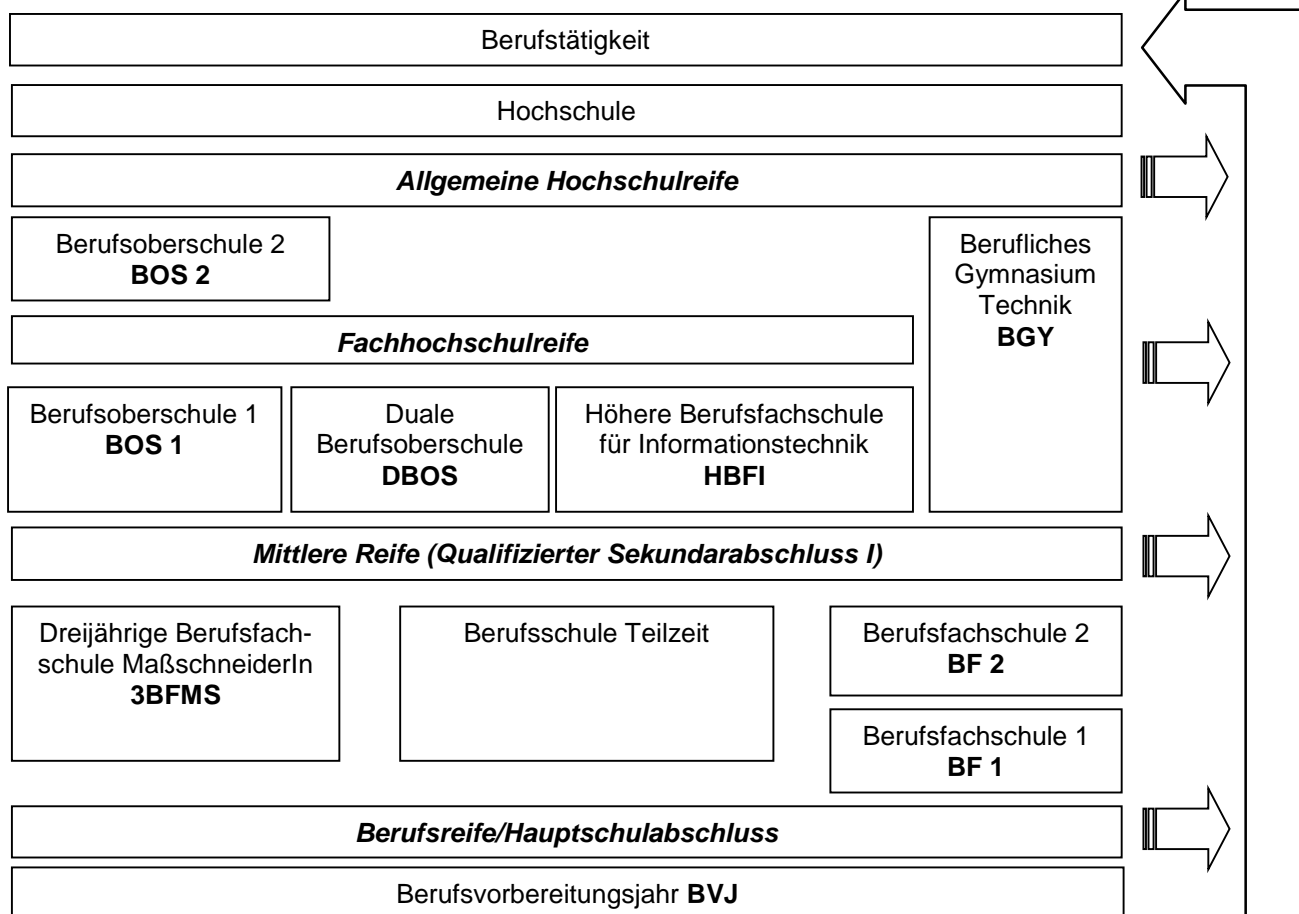 Berufstätigkeit
Hochschule
Allgemeine Hochschulreife
Berufsoberschule 2
BOS 2
Berufliches
Gymnasium
Technik
BGY
Fachhochschulreife
Berufsoberschule 1
BOS 1
Duale
Berufsoberschule
DBOS
Höhere Berufsfachschule
für Informationstechnik
HBFI
Mittlere Reife (Qualifizierter Sekundarabschluss I)
Dreijährige Berufsfach-
schule MaßschneiderIn
3BFMS
Berufsschule Teilzeit
Berufsfachschule 2
BF 2
Berufsfachschule 1
BF 1
Berufsreife/Hauptschulabschluss
Berufsvorbereitungsjahr BVJ